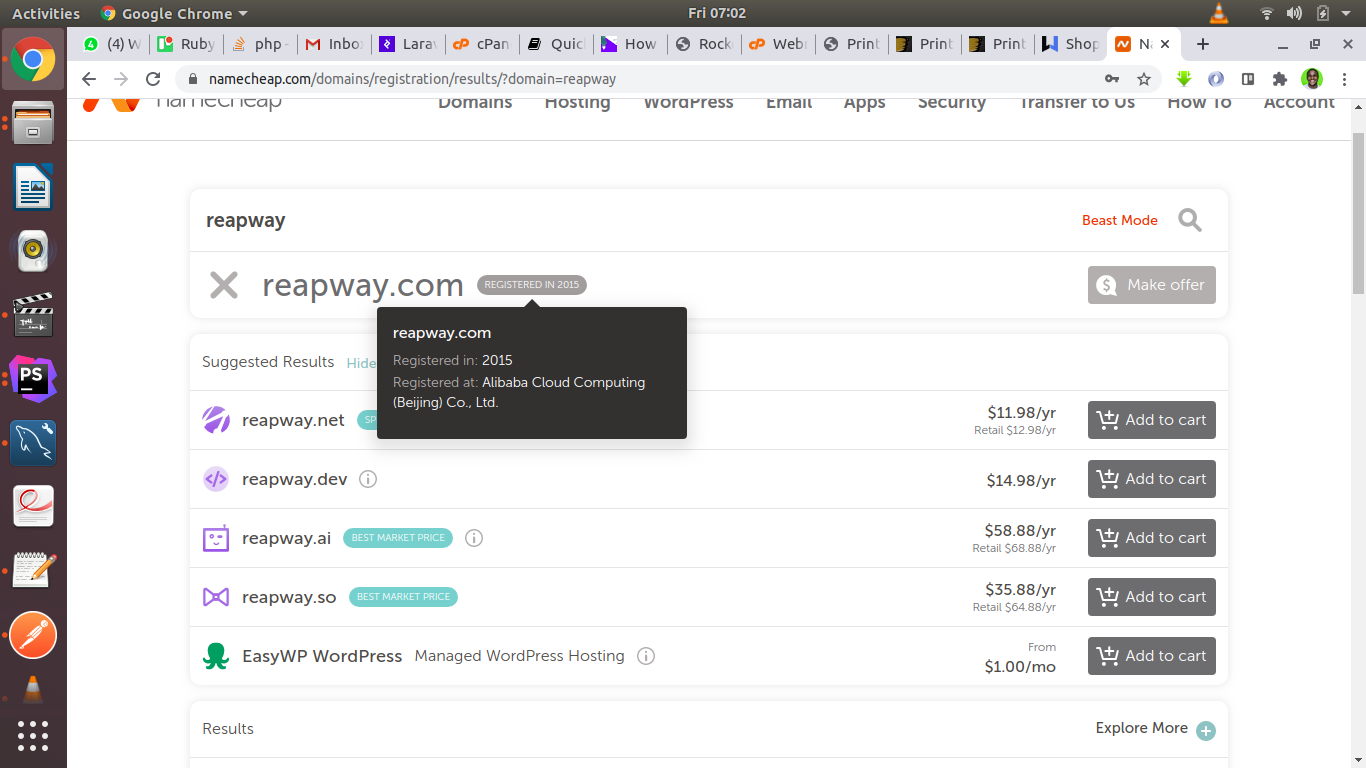 Activities Google Chrome Fri 07:02
(4) W Ruby php - Inbo Lara cPan Quic How Rock Web Print Print Print Shop N
namecheap.com/domains/registration/results/?domain=reapway
namecheap Domains Hosting WordPress Email Apps Security Transfer to Us How To Account
reapway Beast Mode
reapway.com REGISTERED IN 2015 Make offer
reapway.com
Registered in: 2015
Registered at: Alibaba Cloud Computing
(Beijing) Co., Ltd.
Suggested Results Hide
reapway.net SP $11.98/yr Add to cart
Retail $12.98/yr
reapway.dev $14.98/yr Add to cart
reapway.ai BEST MARKET PRICE $58.88/yr Add to cart
Retail $68.88/yr
reapway.so BEST MARKET PRICE $35.88/yr Add to cart
Retail $64.88/yr
EasyWP WordPress Managed WordPress Hosting From Add to cart
$1.00/mo
Results Explore More
PS